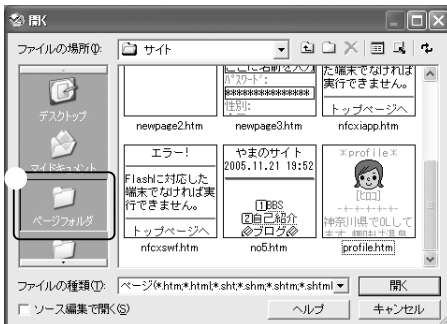 開く
ファイルの場所(I):
サイト
デスクトップ
マイドキュメント
ページフォルダ
パスワード:
*****************
性別:
newpage2.htm
newpage3.htm
た端末でなければ
実行できません。
トップページへ
nfcxiapp.htm
エラー!
Flashに対応した
端末でなければ実
行できません。
トップページへ
nfcxswf.htm
やまのサイト
2005.11.21 19:52
1BBS
2自己紹介
ブログ
no5.htm
×profile×
[ヒロ]
-+-+-+-+-
神奈川県でOLして
profile.htm
ファイルの種類(T):
ページ(*.htm;*.html;*.sht;*.shm;*.shtm;*.shtml
開く
ソース編集で開く(S)
ヘルプ
キャンセル